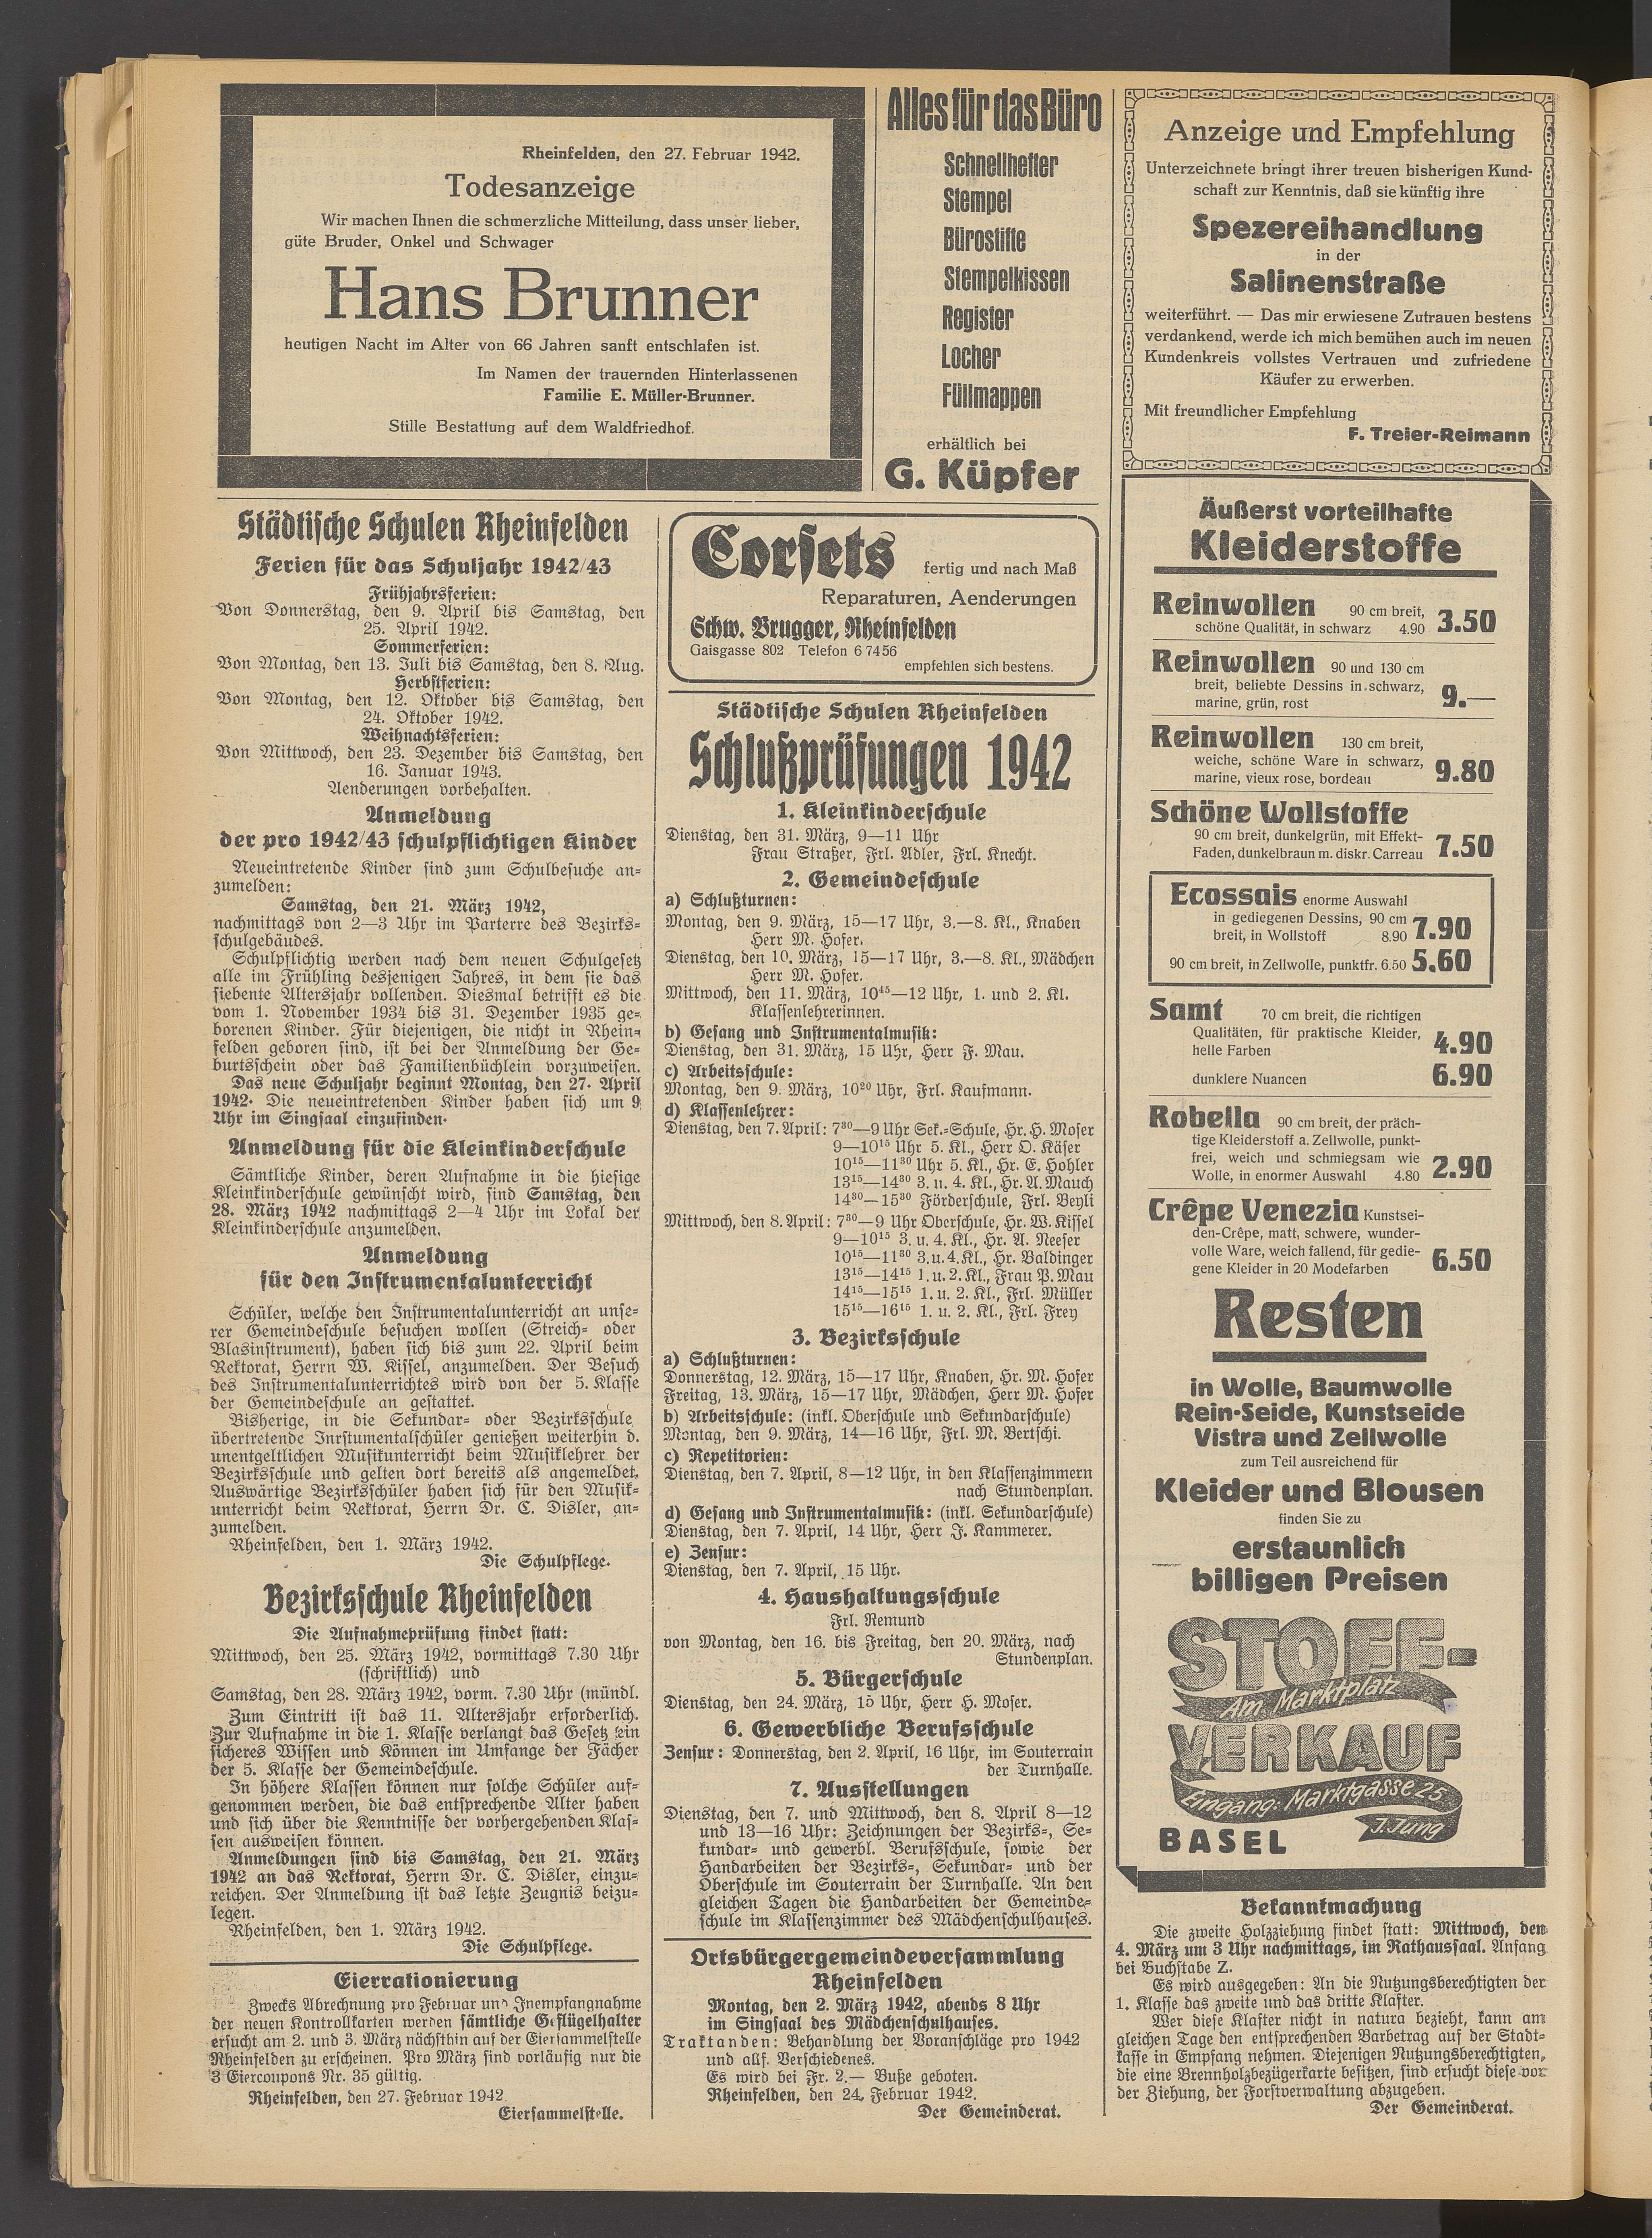 Rheinfelden, den 27. Februar 1942.
Todesanzeige
Wir machen Ihnen die schmerzliche Mitteilung, dass unser lieber,
güte Bruder, Onkel und Schwager
Hans Brunner
heutigen Nacht im Alter von 66 Jahren sanft entschlafen ist.
Im Namen der trauernden Hinterlassenen
Familie E. Müller-Brunner.
Stille Bestattung auf dem Waldfriedhof.
Alles für das Büro
Schnellhefter
Stempel
Bürostifte
Stempelkissen
Register
Locher
Füllmappen
erhältlich bei
G. Küpfer
Anzeige und Empfehlung
Unterzeichnete bringt ihrer treuen bisherigen Kund-
schaft zur Kenntnis, daß sie künftig ihre
Spezereihandlung
in der
Salinenstraße
weiterführt. — Das mir erwiesene Zutrauen bestens
verdankend, werde ich mich bemühen auch im neuen
Kundenkreis vollstes Vertrauen und zufriedene
Käufer zu erwerben.
Mit freundlicher Empfehlung
F. Treier-Reimann
Städtische Schulen Rheinfelden
Ferien für das Schuljahr 1942/43
Frühjahrsferien:
Von Donnerstag, den 9. April bis Samstag, den
25. April 1942.
Sommerferien:
Von Montag, den 13. Juli bis Samstag, den 8. Aug.
Herbstferien:
Von Montag, den 12. Oktober bis Samstag, den
24. Oktober 1942.
Weihnachtsferien:
Von Mittwoch, den 23. Dezember bis Samstag, den
16. Januar 1943.
Aenderungen vorbehalten.
Anmeldung
der pro 1942/43 schulpflichtigen Kinder
Neueintretende Kinder sind zum Schulbesuche an-
zumelden:
Samstag, den 21. März 1942,
nachmittags von 2—3 Uhr im Parterre des Bezirks-
schulgebäudes.
Schulpflichtig werden nach dem neuen Schulgesetz
alle im Frühling desjenigen Jahres, in dem sie das
siebente Altersjahr vollenden. Diesmal betrifft es die
vom 1. November 1934 bis 31. Dezember 1935 ge-
borenen Kinder. Für diejenigen, die nicht in Rhein-
felden geboren sind, ist bei der Anmeldung der Ge-
burtsschein oder das Familienbüchlein vorzuweisen.
Das neue Schuljahr beginnt Montag, den 27. April
1942. Die neueintretenden Kinder haben sich um 9
Uhr im Singsaal einzufinden.
Anmeldung für die Kleinkinderschule
Sämtliche Kinder, deren Aufnahme in die hiesige
Kleinkinderschule gewünscht wird, sind Samstag, den
28. März 1942 nachmittags 2—4 Uhr im Lokal der
Kleinkinderschule anzumelden.
Anmeldung
für den Instrumentalunterricht
Schüler, welche den Instrumentalunterricht an unse-
rer Gemeindeschule besuchen wollen (Streich- oder
Blasinstrument), haben sich bis zum 22. April beim
Rektorat, Herrn W. Kissel, anzumelden. Der Besuch
des Instrumentalunterrichtes wird von der 5. Klasse
der Gemeindeschule an gestattet.
Bisherige, in die Sekundar- oder Bezirksschule
übertretende Inrstumentalschüler genießen weiterhin d.
unentgeltlichen Musikunterricht beim Musiklehrer der
Bezirksschule und gelten dort bereits als angemeldet.
Auswärtige Bezirksschüler haben sich für den Musik-
unterricht beim Rektorat, Herrn Dr. C. Disler, an-
zumelden.
Rheinfelden, den 1. März 1942.
Die Schulpflege.
Bezirksschule Rheinfelden
Die Aufnahmeprüfung findet statt:
Mittwoch, den 25. März 1942, vormittags 7.30 Uhr
(schriftlich) und
Samstag, den 28. März 1942, vorm. 7.30 Uhr (mündl.
Zum Eintritt ist das 11. Altersjahr erforderlich.
Zur Aufnahme in die 1. Klasse verlangt das Gesetz ein
sicheres Wissen und Können im Umfange der Fächer
der 5. Klasse der Gemeindeschule.
In höhere Klassen können nur solche Schüler auf-
genommen werden, die das entsprechende Alter haben
und sich über die Kenntnisse der vorhergehenden Klas-
sen ausweisen können.
Anmeldungen sind bis Samstag, den 21. März
1942 an das Rektorat, Herrn Dr. C. Disler, einzu-
reichen. Der Anmeldung ist das letzte Zeugnis beizu-
legen.
Rheinfelden, den 1. März 1942.
Die Schulpflege.
Eierrationierung
Zwecks Abrechnung pro Februar und Inempfangnahme
der neuen Kontrollkarten werden sämtliche Geflügelhalter
ersucht am 2. und 3. März nächsthin auf der Eiersammelstelle
Rheinfelden zu erscheinen. Pro März sind vorläufig nur die
3 Eiercoupons Nr. 35 gültig.
Rheinfelden, den 27. Februar 1942.
Eiersammelstelle.
Corsets
fertig und nach Maß
Reparaturen, Aenderungen
Schw. Brugger, Rheinfelden
Gaisgasse 802 Telefon 6 74 56
empfehlen sich bestens.
Städtische Schulen Rheinfelden
Schlußprüfungen 1942
1. Kleinkinderschule
Dienstag, den 31. März, 9—11 Uhr
Frau Straßer, Frl. Adler, Frl. Knecht.
2. Gemeindeschule
a) Schlußturnen:
Montag, den 9. März, 15—17 Uhr, 3.—8. Kl., Knaben
Herr M. Hofer.
Dienstag, den 10. März, 15—17 Uhr, 3.—8. Kl., Mädchen
Herr M. Hofer.
Mittwoch, den 11. März, 10⁴⁵—12 Uhr, 1. und 2. Kl.
Klassenlehrerinnen.
b) Gesang und Instrumentalmusik:
Dienstag, den 31. März, 15 Uhr, Herr F. Mau.
c) Arbeitsschule:
Montag, den 9. März, 10²⁰ Uhr, Frl. Kaufmann.
d) Klassenlehrer:
Dienstag, den 7. April: 7³⁰—9 Uhr Sek.-Schule, Hr. H. Moser
9—10¹⁵ Uhr 5. Kl., Herr O. Käser
10¹⁵—11³⁰ Uhr 5. Kl., Hr. E. Hohler
13¹⁵—14³⁰ 3. u. 4. Kl., Hr. A. Mauch
14³⁰—15³⁰ Förderschule, Frl. Beyli
Mittwoch, den 8. April: 7³⁰—9 Uhr Oberschule, Hr. W. Kissel
9—10¹⁵ 3. u. 4. Kl., Hr. A. Neeser
10¹⁵—11³⁰ 3. u. 4. Kl., Hr. Baldinger
13¹⁵—14¹⁵ 1. u. 2. Kl., Frau P. Mau
14¹⁵—15¹⁵ 1. u. 2. Kl., Frl. Müller
15¹⁵—16¹⁵ 1. u. 2. Kl., Frl. Frey
3. Bezirksschule
a) Schlußturnen:
Donnerstag, 12. März, 15—17 Uhr, Knaben, Hr. M. Hofer
Freitag, 13. März, 15—17 Uhr, Mädchen, Herr M. Hofer
b) Arbeitsschule: (inkl. Oberschule und Sekundarschule)
Montag, den 9. März, 14—16 Uhr, Frl. M. Bertschi.
c) Repetitorien:
Dienstag, den 7. April, 8—12 Uhr, in den Klassenzimmern
nach Stundenplan.
d) Gesang und Instrumentalmusik: (inkl. Sekundarschule)
Dienstag, den 7. April, 14 Uhr, Herr J. Kammerer.
e) Zensur:
Dienstag, den 7. April, 15 Uhr.
4. Haushaltungsschule
Frl. Remund
von Montag, den 16. bis Freitag, den 20. März, nach
Stundenplan.
5. Bürgerschule
Dienstag, den 24. März, 15 Uhr, Herr H. Moser.
6. Gewerbliche Berufsschule
Zensur: Donnerstag, den 2. April, 16 Uhr, im Souterrain
der Turnhalle.
7. Ausstellungen
Dienstag, den 7. und Mittwoch, den 8. April 8—12
und 13—16 Uhr: Zeichnungen der Bezirks-, Se-
kundar- und gewerbl. Berufsschule, sowie der
Handarbeiten der Bezirks-, Sekundar- und der
Oberschule im Souterrain der Turnhalle. An den
gleichen Tagen die Handarbeiten der Gemeinde-
schule im Klassenzimmer des Mädchenschulhauses.
Ortsbürgergemeindeversammlung
Rheinfelden
Montag, den 2. März 1942, abends 8 Uhr
im Singsaal des Mädchenschulhauses.
Traktanden: Behandlung der Voranschläge pro 1942
und allf. Verschiedenes.
Es wird bei Fr. 2.— Buße geboten.
Rheinfelden, den 24. Februar 1942.
Der Gemeinderat.
Äußerst vorteilhafte
Kleiderstoffe
Reinwollen 90 cm breit,
schöne Qualität, in schwarz 4.90 3.50
Reinwollen 90 und 130 cm
breit, beliebte Dessins in schwarz,
marine, grün, rost 9.—
Reinwollen 130 cm breit,
weiche, schöne Ware in schwarz,
marine, vieux rose, bordeau 9.80
Schöne Wollstoffe
90 cm breit, dunkelgrün, mit Effekt-
Faden, dunkelbraun m. diskr. Carreau 7.50
Ecossais enorme Auswahl
in gediegenen Dessins, 90 cm
breit, in Wollstoff 8.90 7.90
90 cm breit, in Zellwolle, punktfr. 6.50 5.60
Samt 70 cm breit, die richtigen
Qualitäten, für praktische Kleider,
helle Farben 4.90
dunklere Nuancen 6.90
Robella 90 cm breit, der präch-
tige Kleiderstoff a. Zellwolle, punkt-
frei, weich und schmiegsam wie
Wolle, in enormer Auswahl 4.80 2.90
Crêpe Venezia Kunstsei-
den-Crêpe, matt, schwere, wunder-
volle Ware, weich fallend, für gedie-
gene Kleider in 20 Modefarben 6.50
Resten
in Wolle, Baumwolle
Rein-Seide, Kunstseide
Vistra und Zellwolle
zum Teil ausreichend für
Kleider und Blousen
finden Sie zu
erstaunlich
billigen Preisen
STOFF-
Am Marktplatz
VERKAUF
Eingang: Marktgasse 25
J. Jung
BASEL
Bekanntmachung
Die zweite Holzziehung findet statt: Mittwoch, den
4. März um 3 Uhr nachmittags, im Rathaussaal. Anfang
bei Buchstabe Z.
Es wird ausgegeben: An die Nutzungsberechtigten der
1. Klasse das zweite und das dritte Klafter.
Wer diese Klafter nicht in natura bezieht, kann am
gleichen Tage den entsprechenden Barbetrag auf der Stadt-
kasse in Empfang nehmen. Diejenigen Nutzungsberechtigten,
die eine Brennholzbezügerkarte besitzen, sind ersucht diese vor
der Ziehung, der Forstverwaltung abzugeben.
Der Gemeinderat.